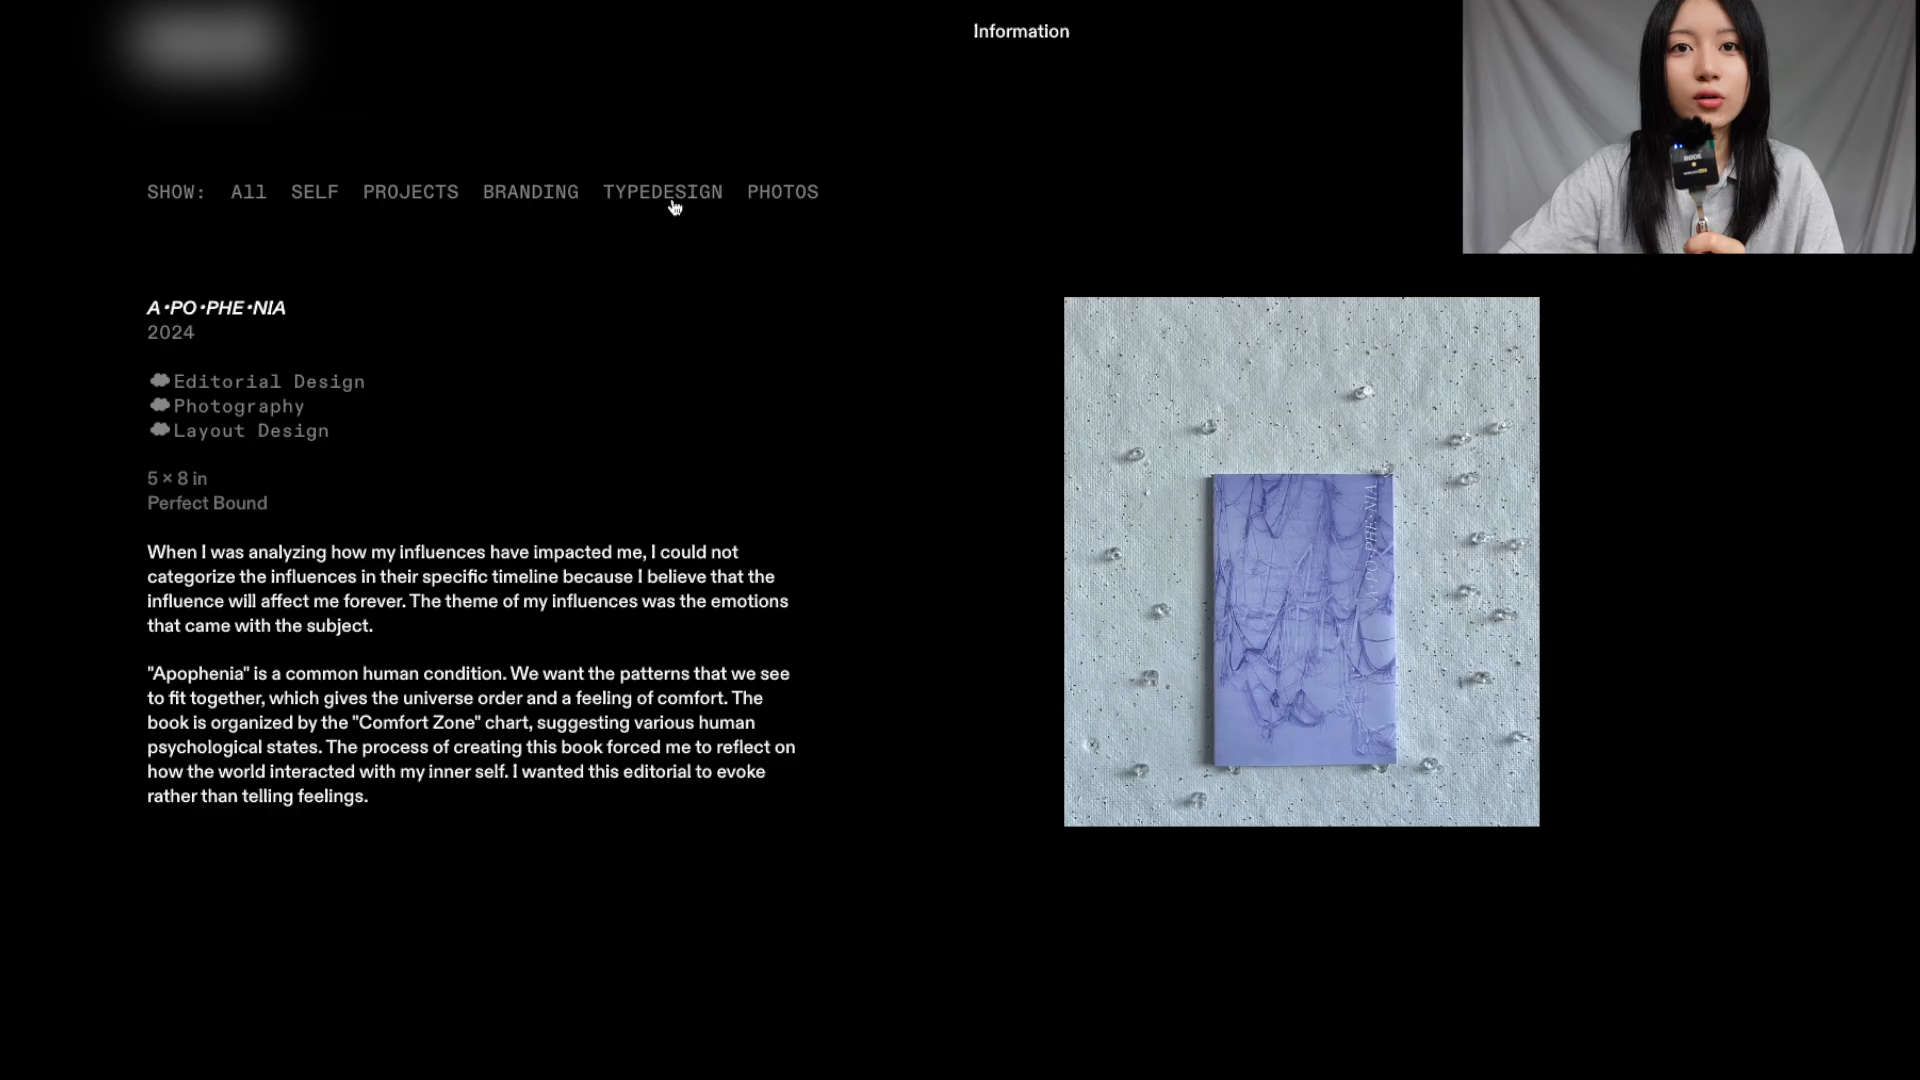 Information
SHOW: All SELF PROJECTS BRANDING TYPEDESIGN PHOTOS
A•PO•PHE•NIA
2024
Editorial Design
Photography
Layout Design
5 × 8 in
Perfect Bound
When I was analyzing how my influences have impacted me, I could not
categorize the influences in their specific timeline because I believe that the
influence will affect me forever. The theme of my influences was the emotions
that came with the subject.
"Apophenia" is a common human condition. We want the patterns that we see
to fit together, which gives the universe order and a feeling of comfort. The
book is organized by the "Comfort Zone" chart, suggesting various human
psychological states. The process of creating this book forced me to reflect on
how the world interacted with my inner self. I wanted this editorial to evoke
rather than telling feelings.
A•PO•PHE•NIA
RØDE